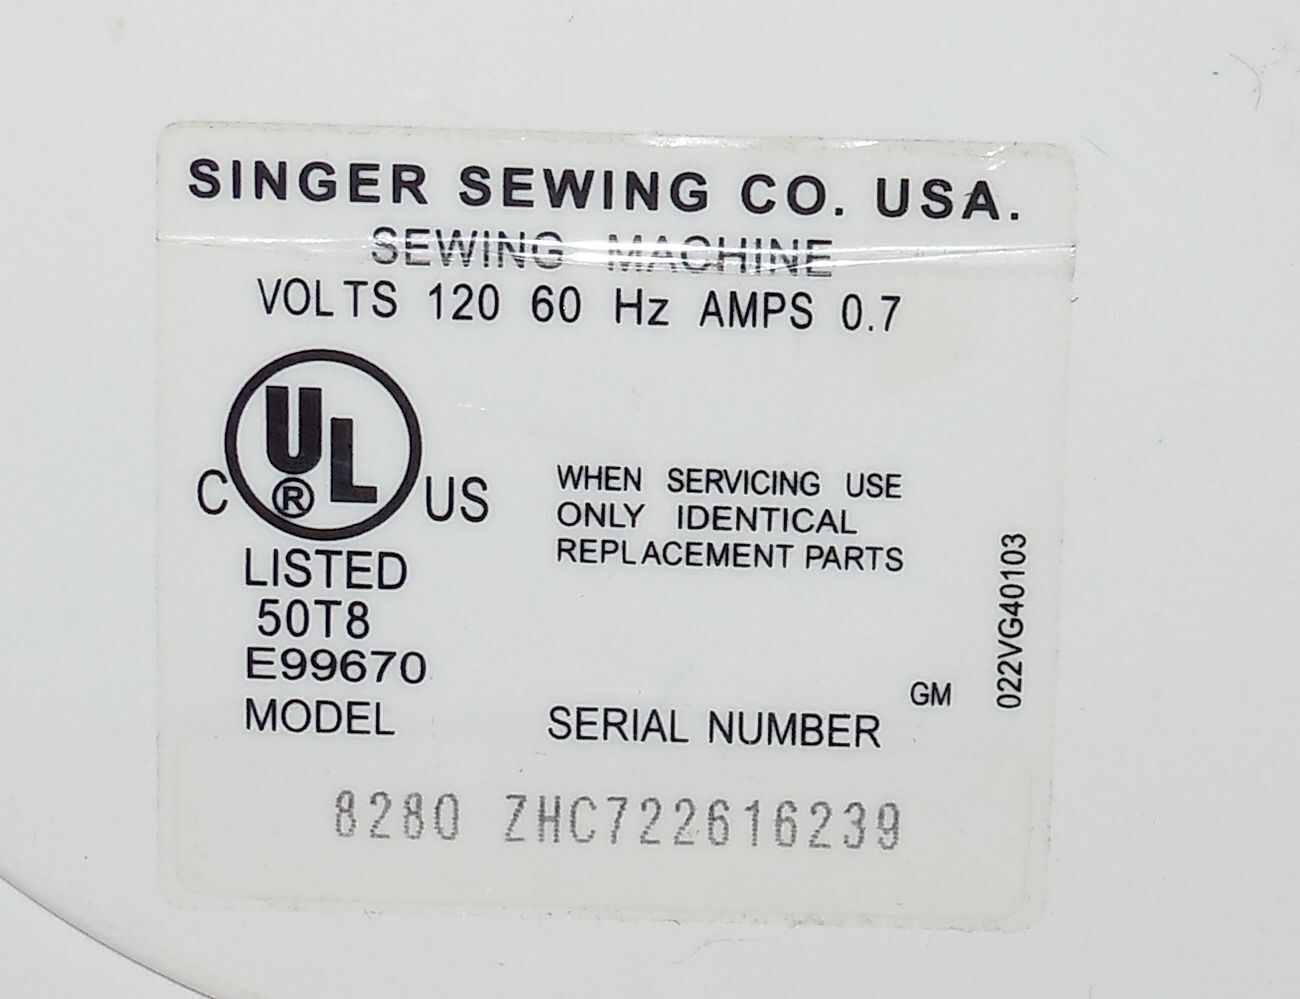 SINGER SEWING CO. USA.
SEWING MACHINE
VOLTS 120 60 Hz AMPS 0.7
C UL® US
LISTED
50T8
E99670
WHEN SERVICING USE
ONLY IDENTICAL
REPLACEMENT PARTS
022VG40103
GM
MODEL SERIAL NUMBER
8280 ZHC722616239